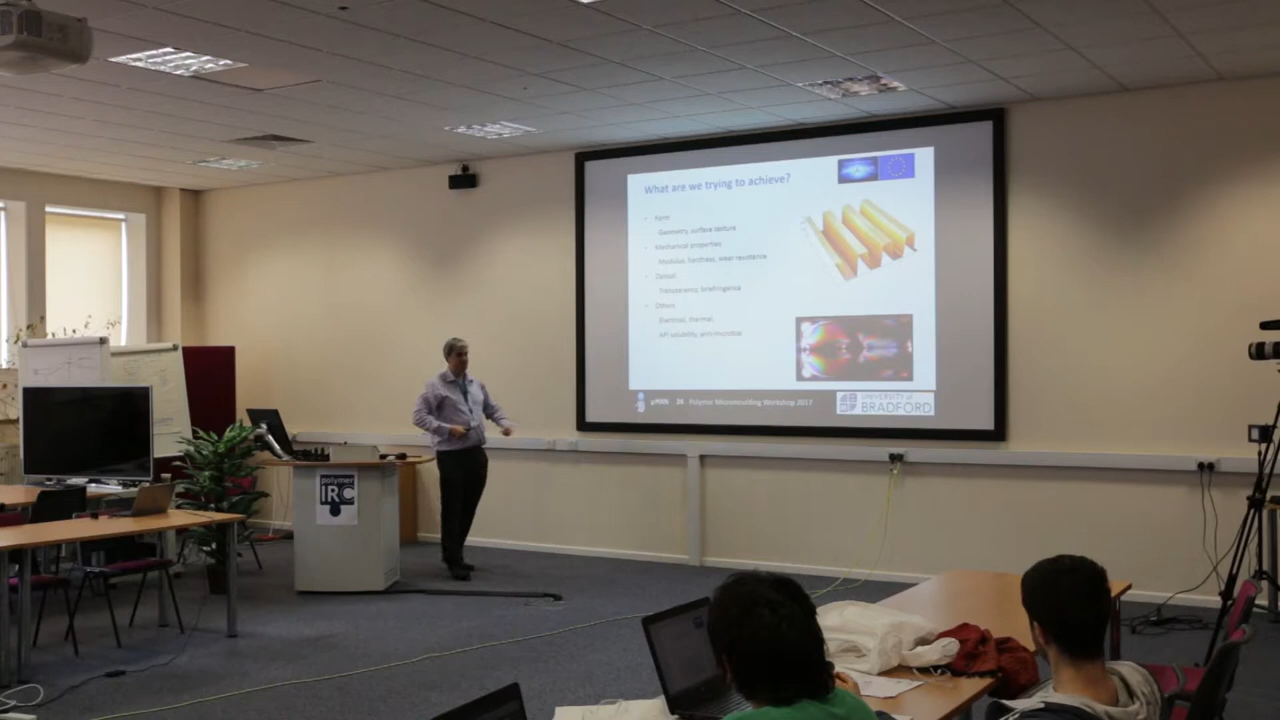 What are we trying to achieve?
- Form
Geometry, surface texture
- Mechanical properties
Modulus, hardness, wear resistance
- Optical
Transparency, birefringence
- Others
Electrical, thermal,
API solubility, anti-microbial
24 Polymer Micromoulding Workshop 2017
UNIVERSITY of
BRADFORD
polymer
IRC